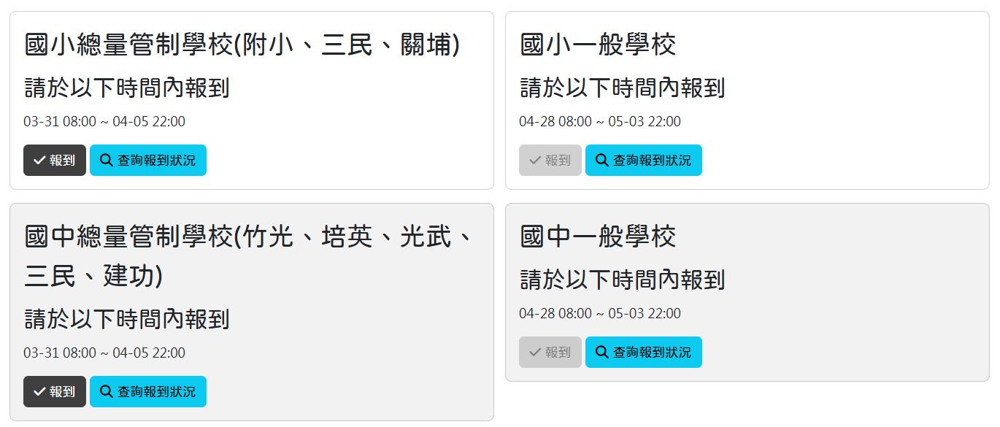 國小總量管制學校(附小、三民、關埔)
請於以下時間內報到
03-31 08:00 ~ 04-05 22:00
報到 查詢報到狀況
國小一般學校
請於以下時間內報到
04-28 08:00 ~ 05-03 22:00
報到 查詢報到狀況
國中總量管制學校(竹光、培英、光武、
三民、建功)
請於以下時間內報到
03-31 08:00 ~ 04-05 22:00
報到 查詢報到狀況
國中一般學校
請於以下時間內報到
04-28 08:00 ~ 05-03 22:00
報到 查詢報到狀況